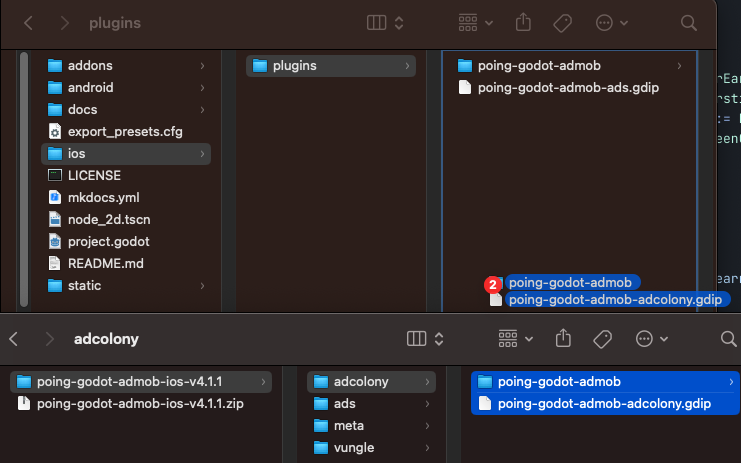 plugins
addons
android
docs
export_presets.cfg
ios
LICENSE
mkdocs.yml
node_2d.tscn
project.godot
README.md
static
plugins
poing-godot-admob
poing-godot-admob-ads.gdip
2
poing-godot-admob
poing-godot-admob-adcolony.gdip
adcolony
poing-godot-admob-ios-v4.1.1
poing-godot-admob-ios-v4.1.1.zip
adcolony
ads
meta
vungle
poing-godot-admob
poing-godot-admob-adcolony.gdip